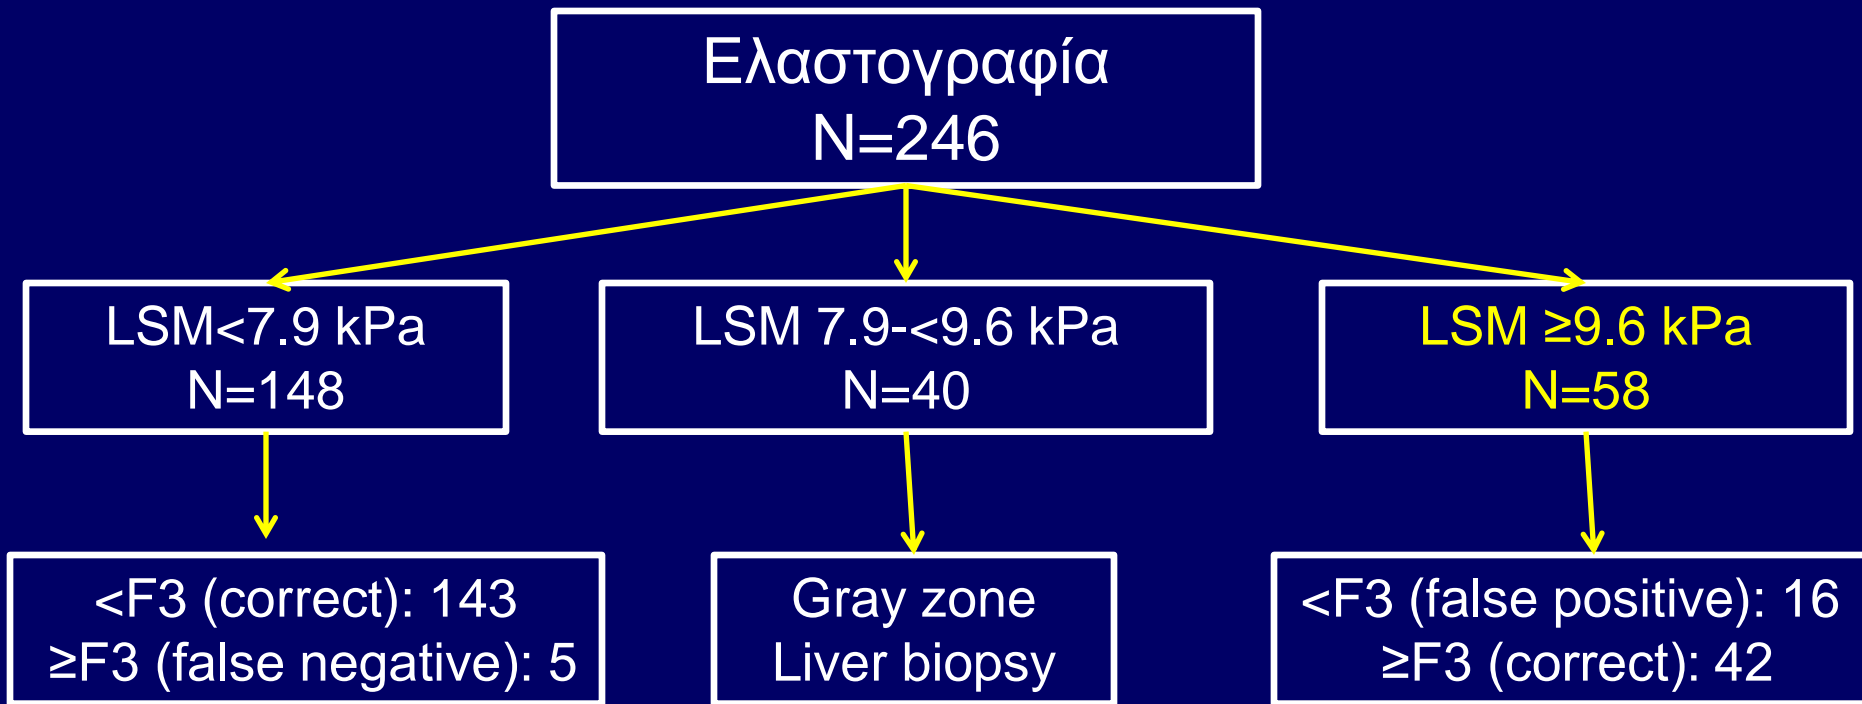 Ελαστογραφία
N=246
LSM<7.9 kPa
N=148
LSM 7.9-<9.6 kPa
N=40
LSM ≥9.6 kPa
N=58
<F3 (correct): 143
≥F3 (false negative): 5
Gray zone
Liver biopsy
<F3 (false positive): 16
≥F3 (correct): 42